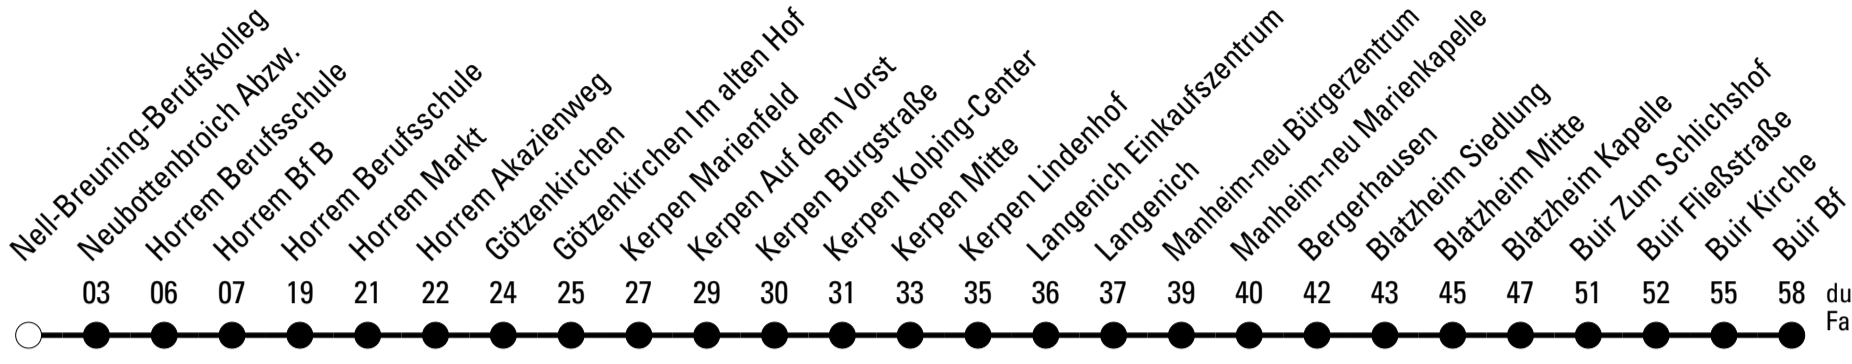 Nell-Breuning-Berufskolleg
Neubottenbroich Abzw.
Horrem Berufsschule
Horrem Bf B
Horrem Berufsschule
Horrem Markt
Horrem Akazienweg
Götzenkirchen
Götzenkirchen Im alten Hof
Kerpen Marienfeld
Kerpen Auf dem Vorst
Kerpen Burgstraße
Kerpen Kolping-Center
Kerpen Mitte
Kerpen Lindenhof
Langenich Einkaufszentrum
Langenich
Manheim-neu Bürgerzentrum
Manheim-neu Marienkapelle
Bergerhausen
Blatzheim Siedlung
Blatzheim Mitte
Blatzheim Kapelle
Buir Zum Schlichshof
Buir Fließstraße
Buir Kirche
Buir Bf
03 06 07 19 21 22 24 25 27 29 30 31 33 35 36 37 39 40 42 43 45 47 51 52 55 58 du
Fa